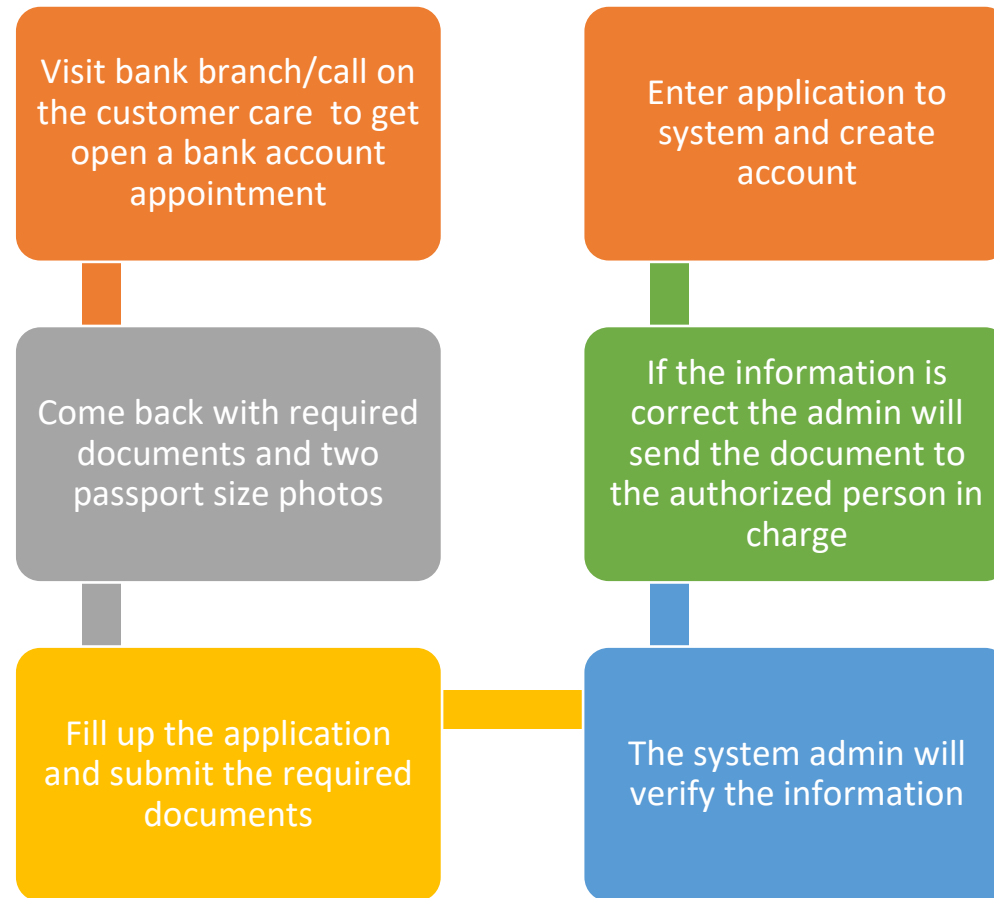 Visit bank branch/call on
the customer care  to get
open a bank account
appointment
Come back with required
documents and two
passport size photos
Fill up the application
and submit the required
documents
The system admin will
verify the information
If the information is
correct the admin will
send the document to
the authorized person in
charge
Enter application to
system and create
account